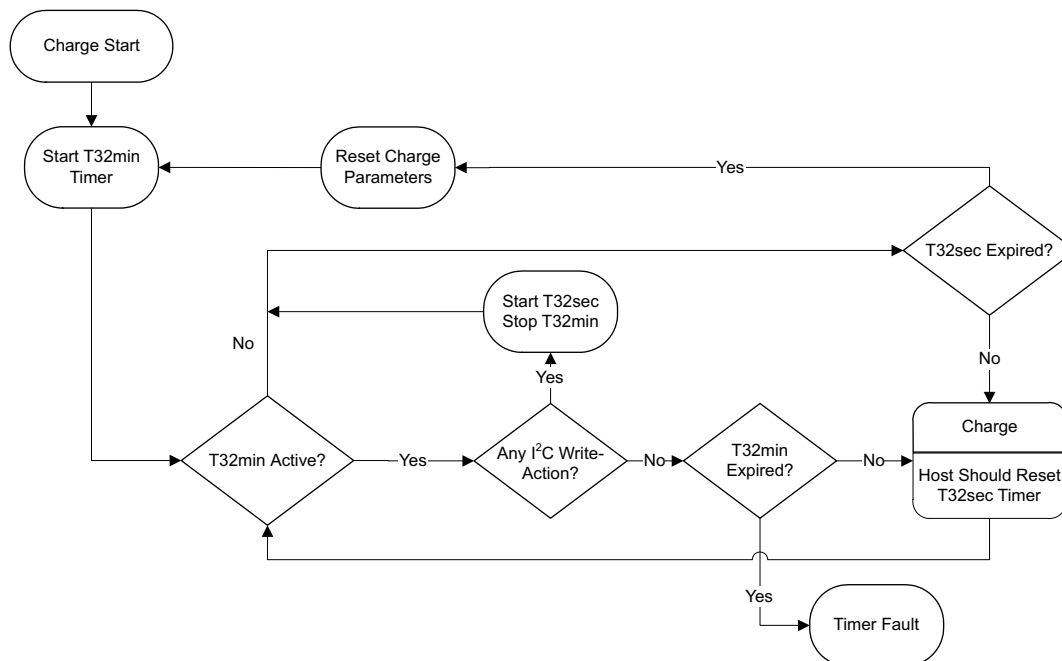 Charge Start
Start T32min
Timer
Reset Charge
Parameters
Yes
T32sec Expired?
Start T32sec
Stop T32min
No
Yes
No
T32min Active?
Yes
Any I²C Write-
Action?
No
T32min
Expired?
No
Charge
Host Should Reset
T32sec Timer
Yes
Timer Fault